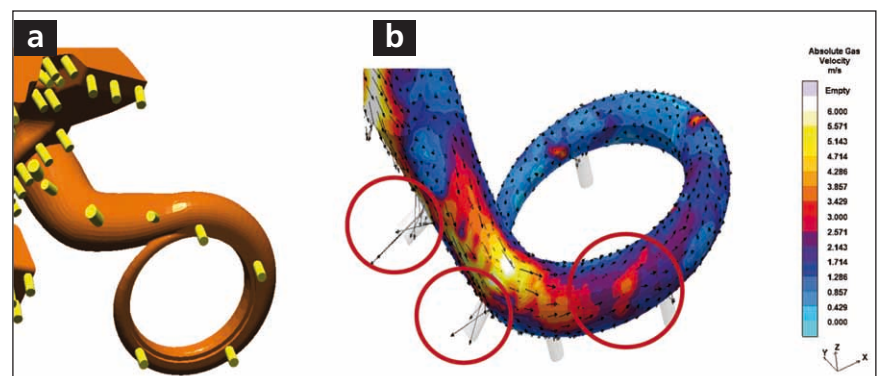 a
b
Absolute Gas
Velocity
m/s
Empty
6.000
5.571
5.143
4.714
4.286
3.857
3.429
3.000
2.571
2.143
1.714
1.286
0.857
0.429
0.000
Y Z X